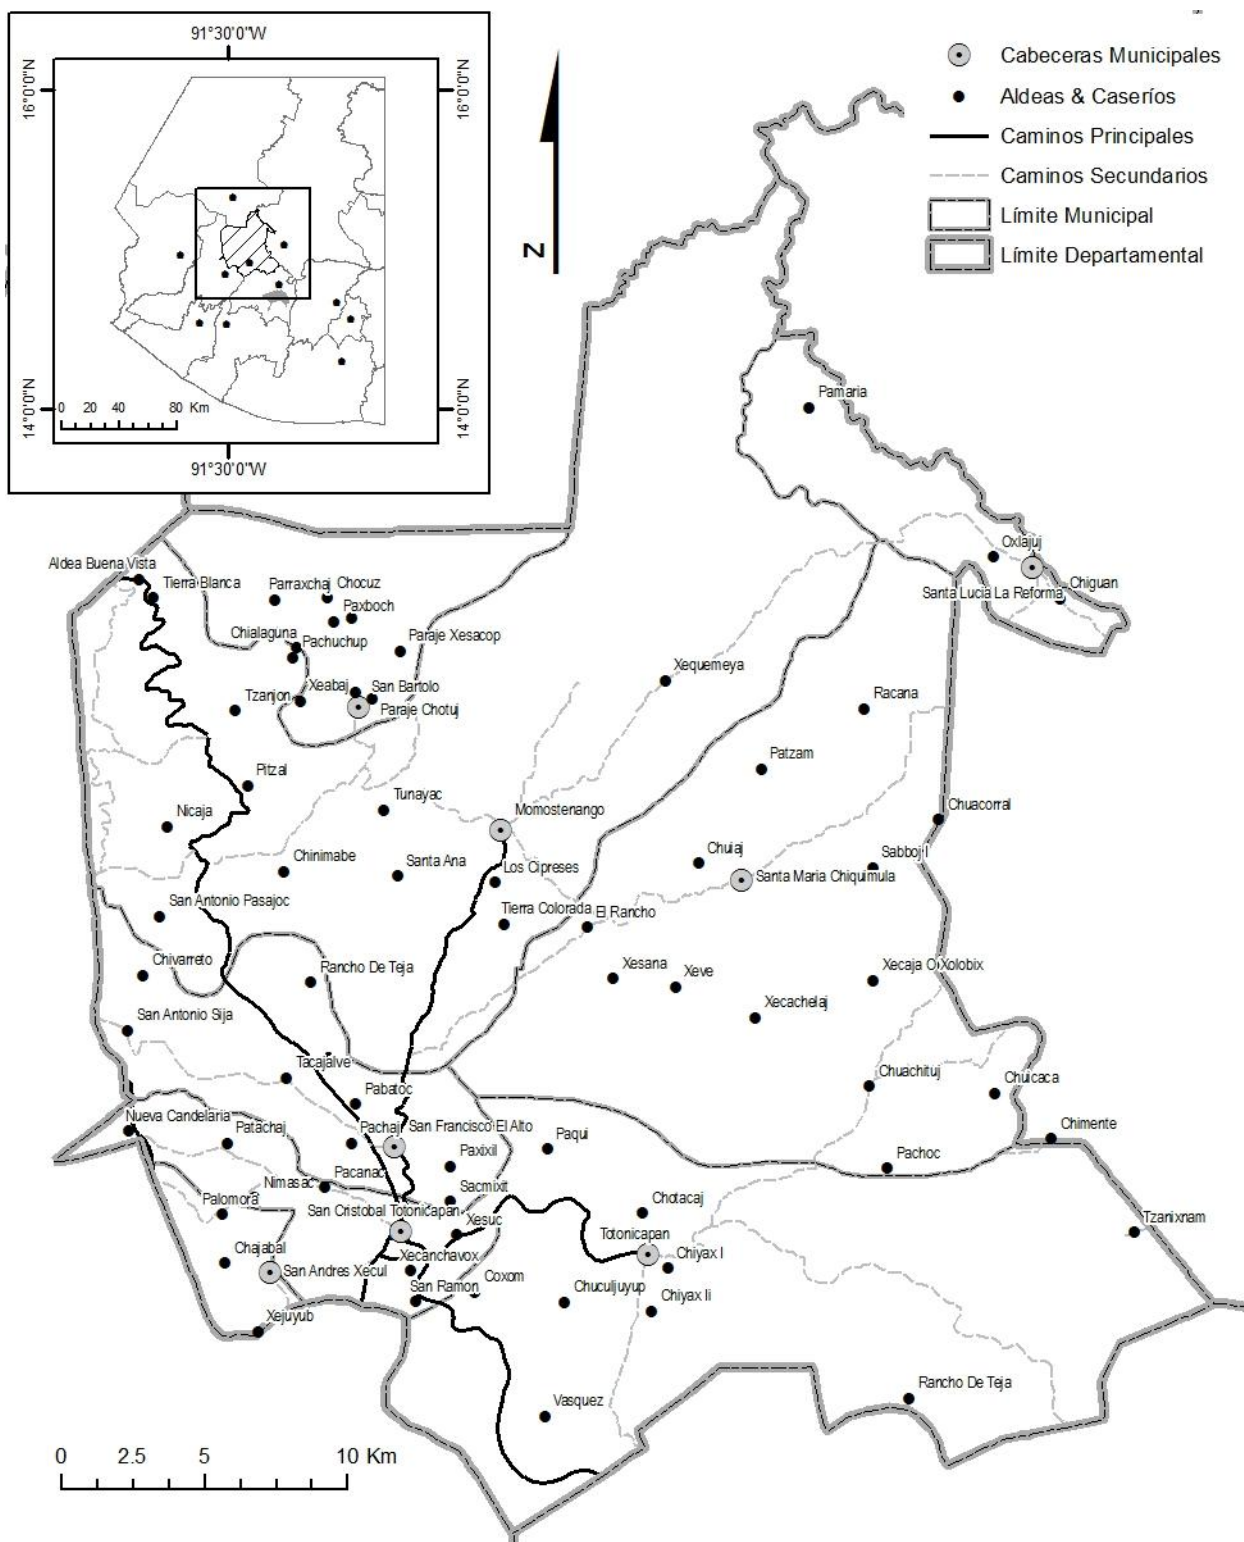 91°30'0"W
16°0'0"N
16°0'0"N
14°0'0"N
14°0'0"N
0 20 40 80 Km
91°30'0"W
N
Cabeceras Municipales
Aldeas & Caseríos
Caminos Principales
Caminos Secundarios
Límite Municipal
Límite Departamental
Pamaria
Oxlajuj
Aldea Buena Vista
Tierra Blanca
Parraxchaj
Chocuz
Santa Lucia La Reforma
Chiguan
Paxboch
Chialaguna
Pachuchup
Paraje Xesacop
Xequemeya
Xeabaj
San Bartolo
Tzanjon
Paraje Chotuj
Racana
Patzam
Pitzal
Nicaja
Tunayac
Momostenango
Chuacorral
Chinimabe
Santa Ana
Los Cipreses
Chuiaj
Sabboj I
Santa Maria Chiquimula
San Antonio Pasajoc
Tierra Colorada
El Rancho
Chivarreto
Rancho De Teja
Xesana
Xeve
Xecaja O Xolobix
Xecachelaj
San Antonio Sija
Tacajalve
Pabatoc
Chuachituj
Chuicaca
Nueva Candelaria
Patachaj
Pachaj
San Francisco El Alto
Paqui
Chimente
Pacanac
Paxixil
Pachoc
Nimasac
Sacmixit
Palomora
San Cristobal Totonicapan
Xesuc
Chotacaj
Tzanixnam
Chajabal
San Andres Xecul
Xecanchavox
Totonicapan
Chiyax I
San Ramon
Coxom
Chuculjuyup
Chiyax Ii
Xejuyub
Vasquez
Rancho De Teja
0 2.5 5 10 Km